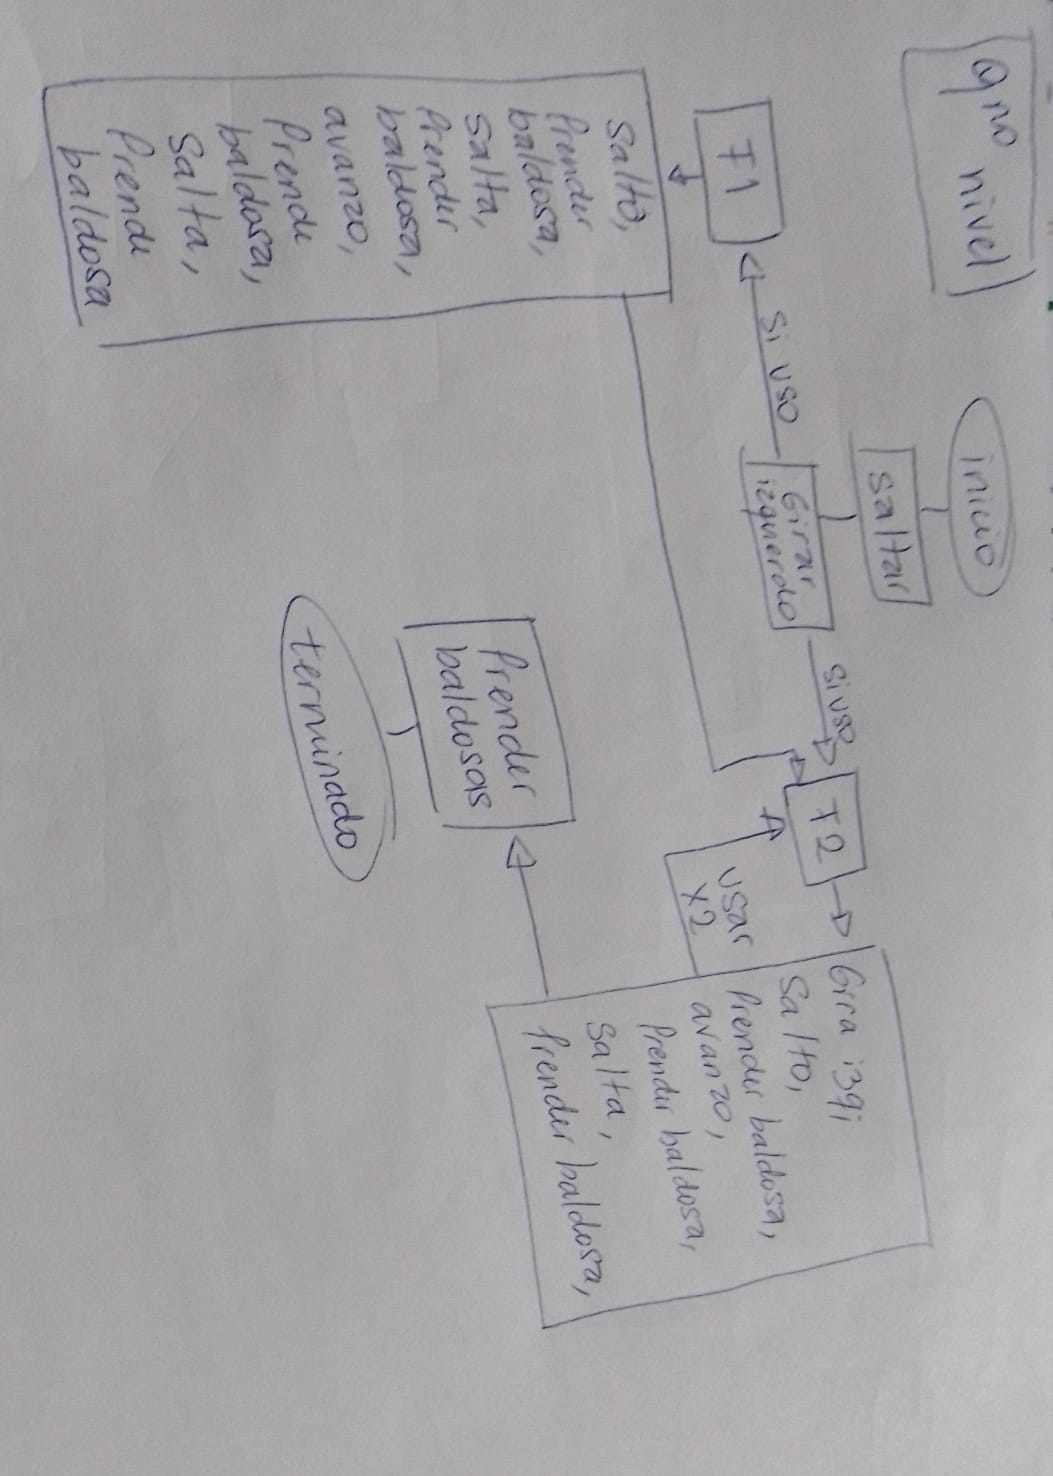 9no nivel
inicio
saltar
Girar
izquierdo
si uso
F1
Salto,
Prender
baldosa,
Salta,
Prender
baldosa,
avanzo,
Prende
baldosa,
Salta,
Prende
baldosa
si uso
F2
Gira izq;
Salto,
Prender baldosa,
avanzo,
Prender baldosa,
Salta,
Prender baldosa,
usar
x2
Prender
baldosas
terminado